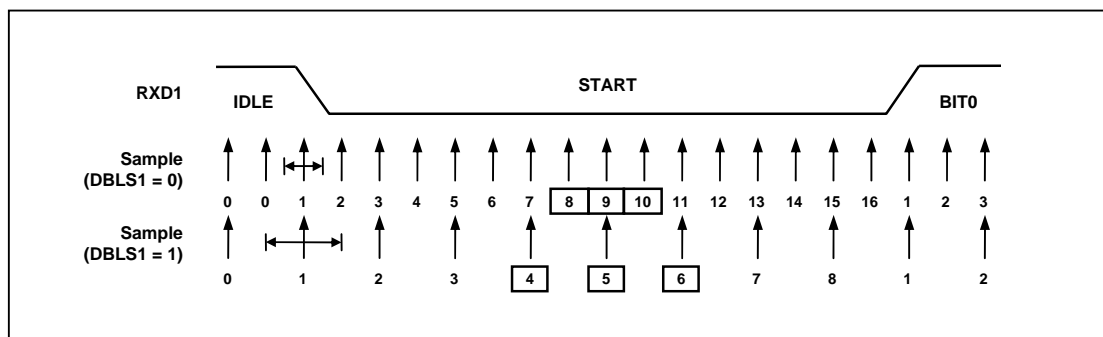 RXD1
IDLE
START
BIT0
Sample
(DBLS1 = 0)
0 0 1 2 3 4 5 6 7 8 9 10 11 12 13 14 15 16 1 2 3
Sample
(DBLS1 = 1)
0 1 2 3 4 5 6 7 8 1 2